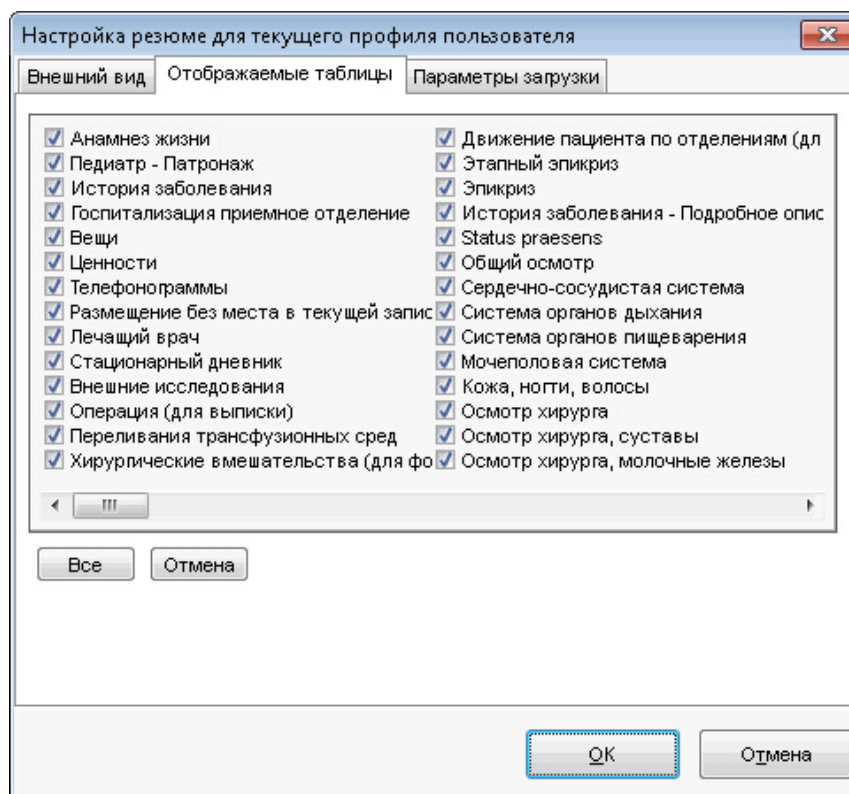 Настройка резюме для текущего профиля пользователя
Внешний вид Отображаемые таблицы Параметры загрузки
Анамнез жизни
Педиатр - Патронаж
История заболевания
Госпитализация приемное отделение
Вещи
Ценности
Телефонограммы
Размещение без места в текущей запис
Лечащий врач
Стационарный дневник
Внешние исследования
Операция (для выписки)
Переливания трансфузионных сред
Хирургические вмешательства (для фо
Движение пациента по отделениям (дл
Этапный эпикриз
Эпикриз
История заболевания - Подробное опис
Status praesens
Общий осмотр
Сердечно-сосудистая система
Система органов дыхания
Система органов пищеварения
Мочеполовая система
Кожа, ногти, волосы
Осмотр хирурга
Осмотр хирурга, суставы
Осмотр хирурга, молочные железы
Все Отмена
OK Отмена